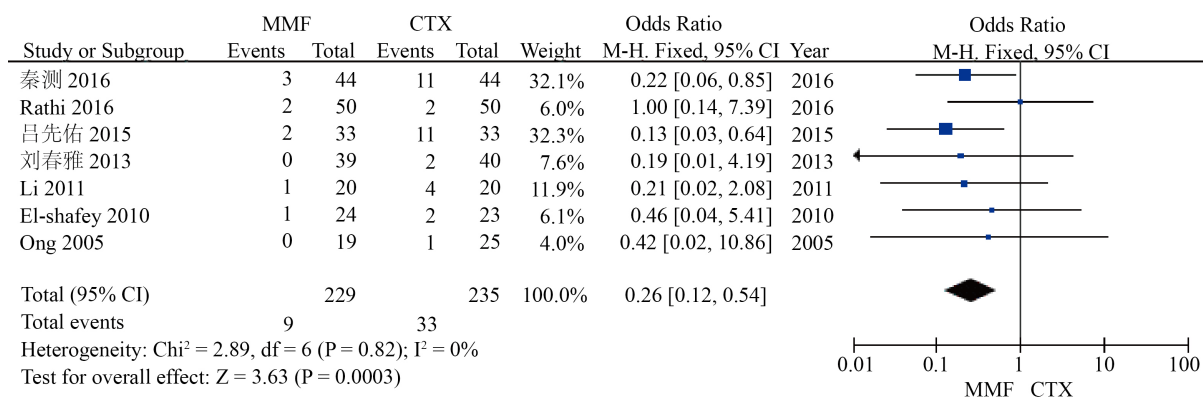 MMF CTX Odds Ratio Odds Ratio
Study or Subgroup Events Total Events Total Weight M-H. Fixed, 95% CI Year M-H. Fixed, 95% CI
秦测 2016 3 44 11 44 32.1% 0.22 [0.06, 0.85] 2016
Rathi 2016 2 50 2 50 6.0% 1.00 [0.14, 7.39] 2016
吕先佑 2015 2 33 11 33 32.3% 0.13 [0.03, 0.64] 2015
刘春雅 2013 0 39 2 40 7.6% 0.19 [0.01, 4.19] 2013
Li 2011 1 20 4 20 11.9% 0.21 [0.02, 2.08] 2011
El-shafey 2010 1 24 2 23 6.1% 0.46 [0.04, 5.41] 2010
Ong 2005 0 19 1 25 4.0% 0.42 [0.02, 10.86] 2005
Total (95% CI) 229 235 100.0% 0.26 [0.12, 0.54]
Total events 9 33
Heterogeneity: Chi² = 2.89, df = 6 (P = 0.82); I² = 0%
Test for overall effect: Z = 3.63 (P = 0.0003)
0.01 0.1 1 10 100
MMF CTX